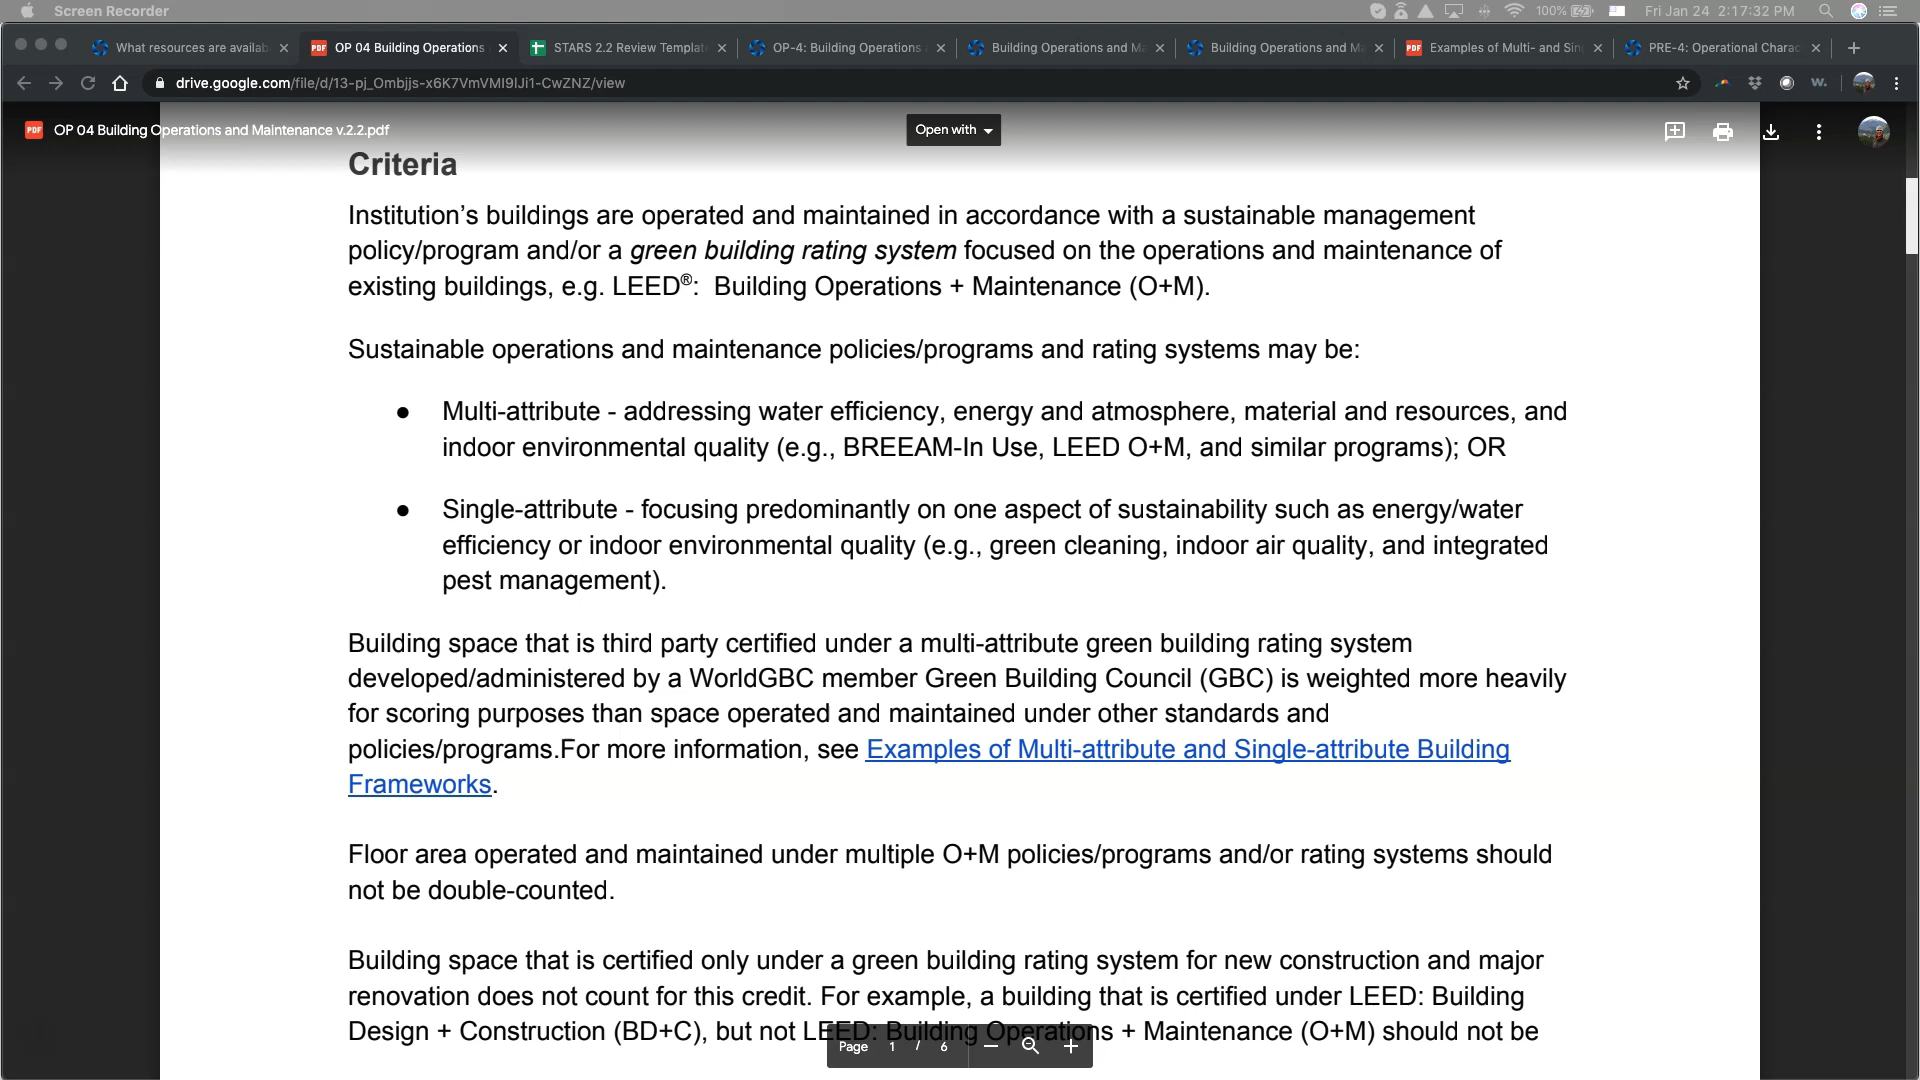 Screen Recorder
100%
Fri Jan 24 2:17:32 PM
What resources are availab
OP 04 Building Operations
STARS 2.2 Review Templat
OP-4: Building Operations
Building Operations and Ma
Building Operations and Ma
Examples of Multi- and Sin
PRE-4: Operational Charac
drive.google.com/file/d/13-pj_Ombjjs-x6K7VmVMI9lJi1-CwZNZ/view
PDF OP 04 Building Operations and Maintenance v.2.2.pdf
Open with
Criteria
Institution’s buildings are operated and maintained in accordance with a sustainable management
policy/program and/or a green building rating system focused on the operations and maintenance of
existing buildings, e.g. LEED®: Building Operations + Maintenance (O+M).
Sustainable operations and maintenance policies/programs and rating systems may be:
● Multi-attribute - addressing water efficiency, energy and atmosphere, material and resources, and
indoor environmental quality (e.g., BREEAM-In Use, LEED O+M, and similar programs); OR
● Single-attribute - focusing predominantly on one aspect of sustainability such as energy/water
efficiency or indoor environmental quality (e.g., green cleaning, indoor air quality, and integrated
pest management).
Building space that is third party certified under a multi-attribute green building rating system
developed/administered by a WorldGBC member Green Building Council (GBC) is weighted more heavily
for scoring purposes than space operated and maintained under other standards and
policies/programs.For more information, see Examples of Multi-attribute and Single-attribute Building
Frameworks.
Floor area operated and maintained under multiple O+M policies/programs and/or rating systems should
not be double-counted.
Building space that is certified only under a green building rating system for new construction and major
renovation does not count for this credit. For example, a building that is certified under LEED: Building
Design + Construction (BD+C), but not LEED: Building Operations + Maintenance (O+M) should not be
Page 1 / 6